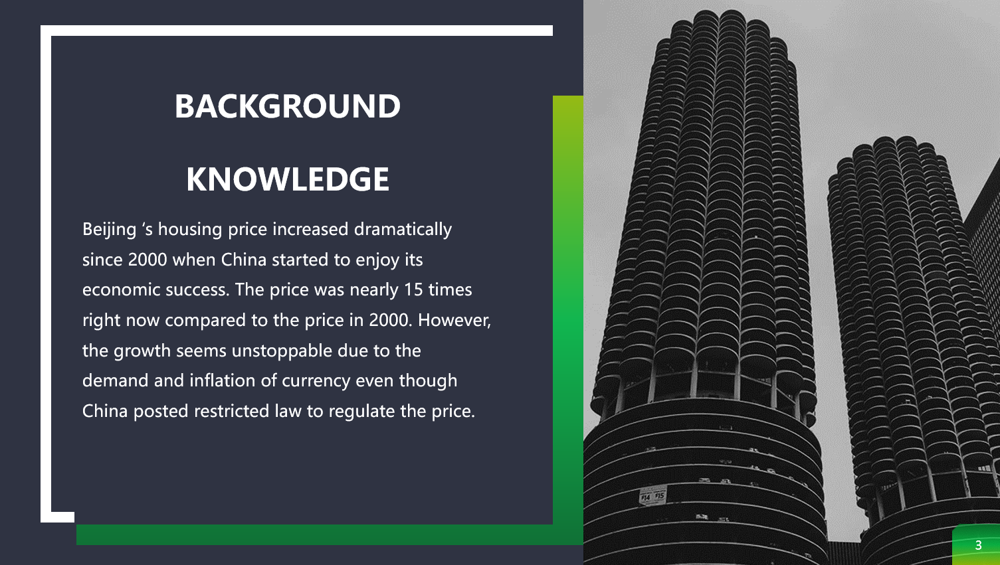 BACKGROUND
KNOWLEDGE
Beijing ‘s housing price increased dramatically
since 2000 when China started to enjoy its
economic success. The price was nearly 15 times
right now compared to the price in 2000. However,
the growth seems unstoppable due to the
demand and inflation of currency even though
China posted restricted law to regulate the price.
$14 $15
3